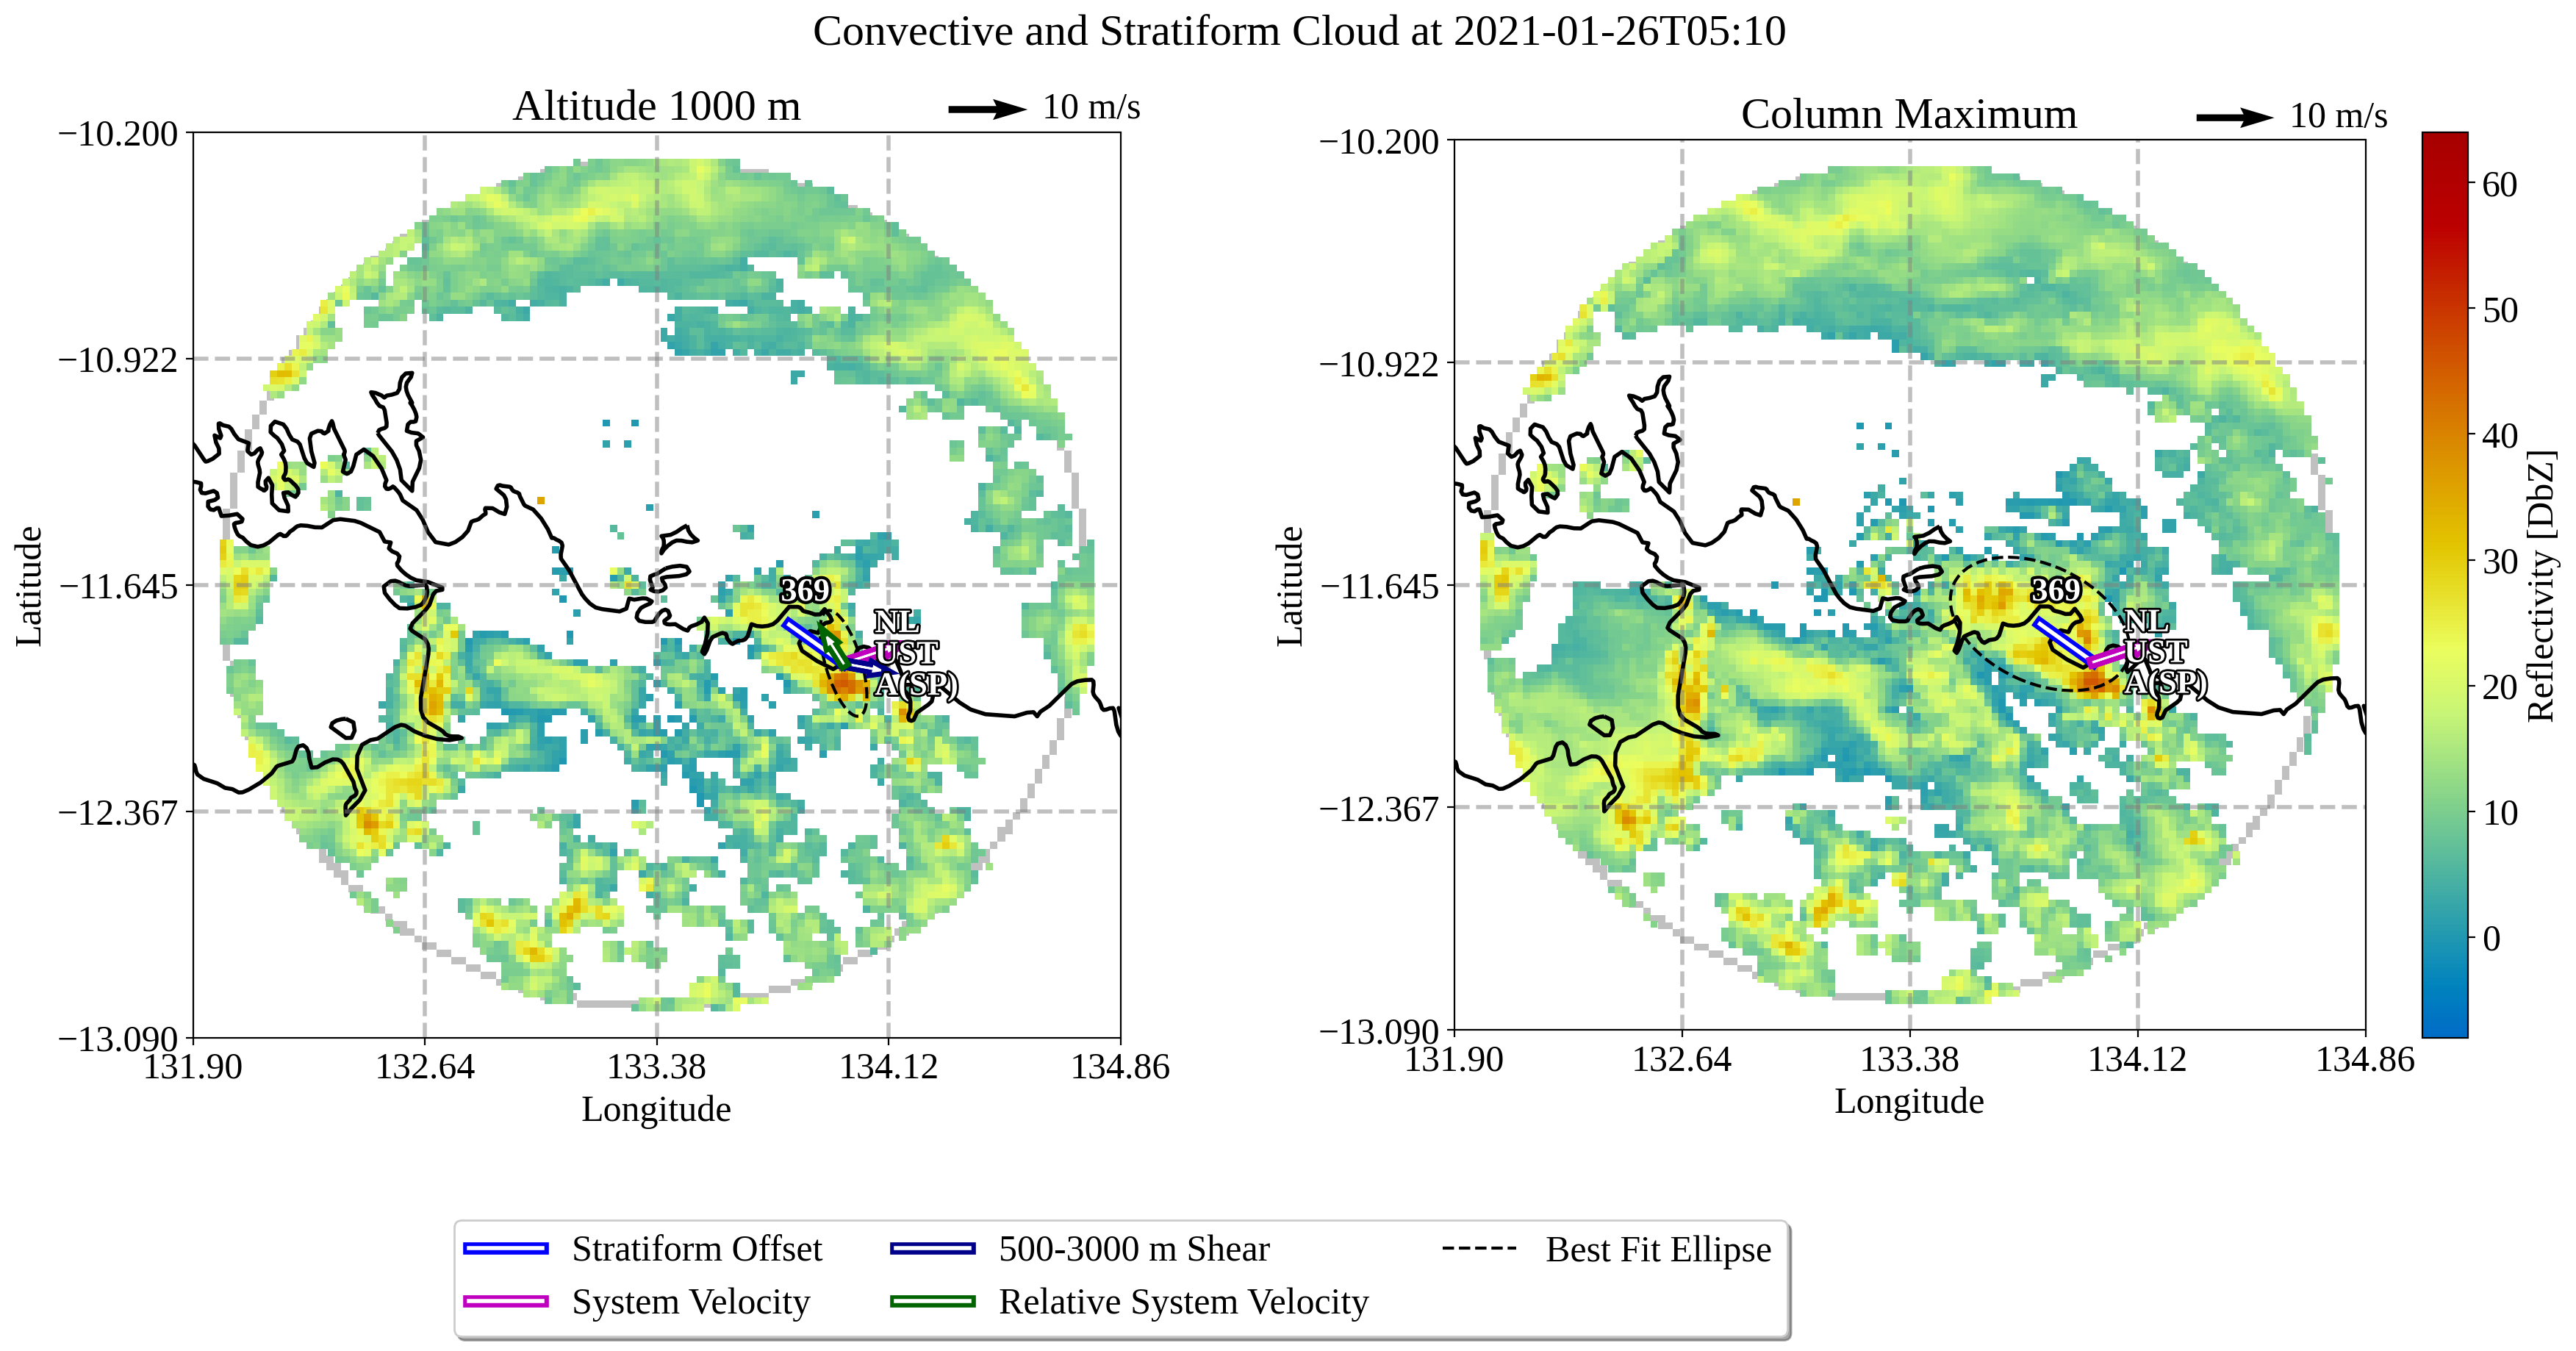 Convective and Stratiform Cloud at 2021-01-26T05:10
Altitude 1000 m
10 m/s
−10.200
−10.922
−11.645
−12.367
−13.090
131.90
132.64
133.38
134.12
134.86
Latitude
Longitude
369
NL
UST
A(SP)
Column Maximum
10 m/s
−10.200
−10.922
−11.645
−12.367
−13.090
131.90
132.64
133.38
134.12
134.86
Latitude
Longitude
369
NL
UST
A(SP)
60
50
40
30
20
10
0
Reflectivity [DbZ]
Stratiform Offset
System Velocity
500-3000 m Shear
Relative System Velocity
Best Fit Ellipse